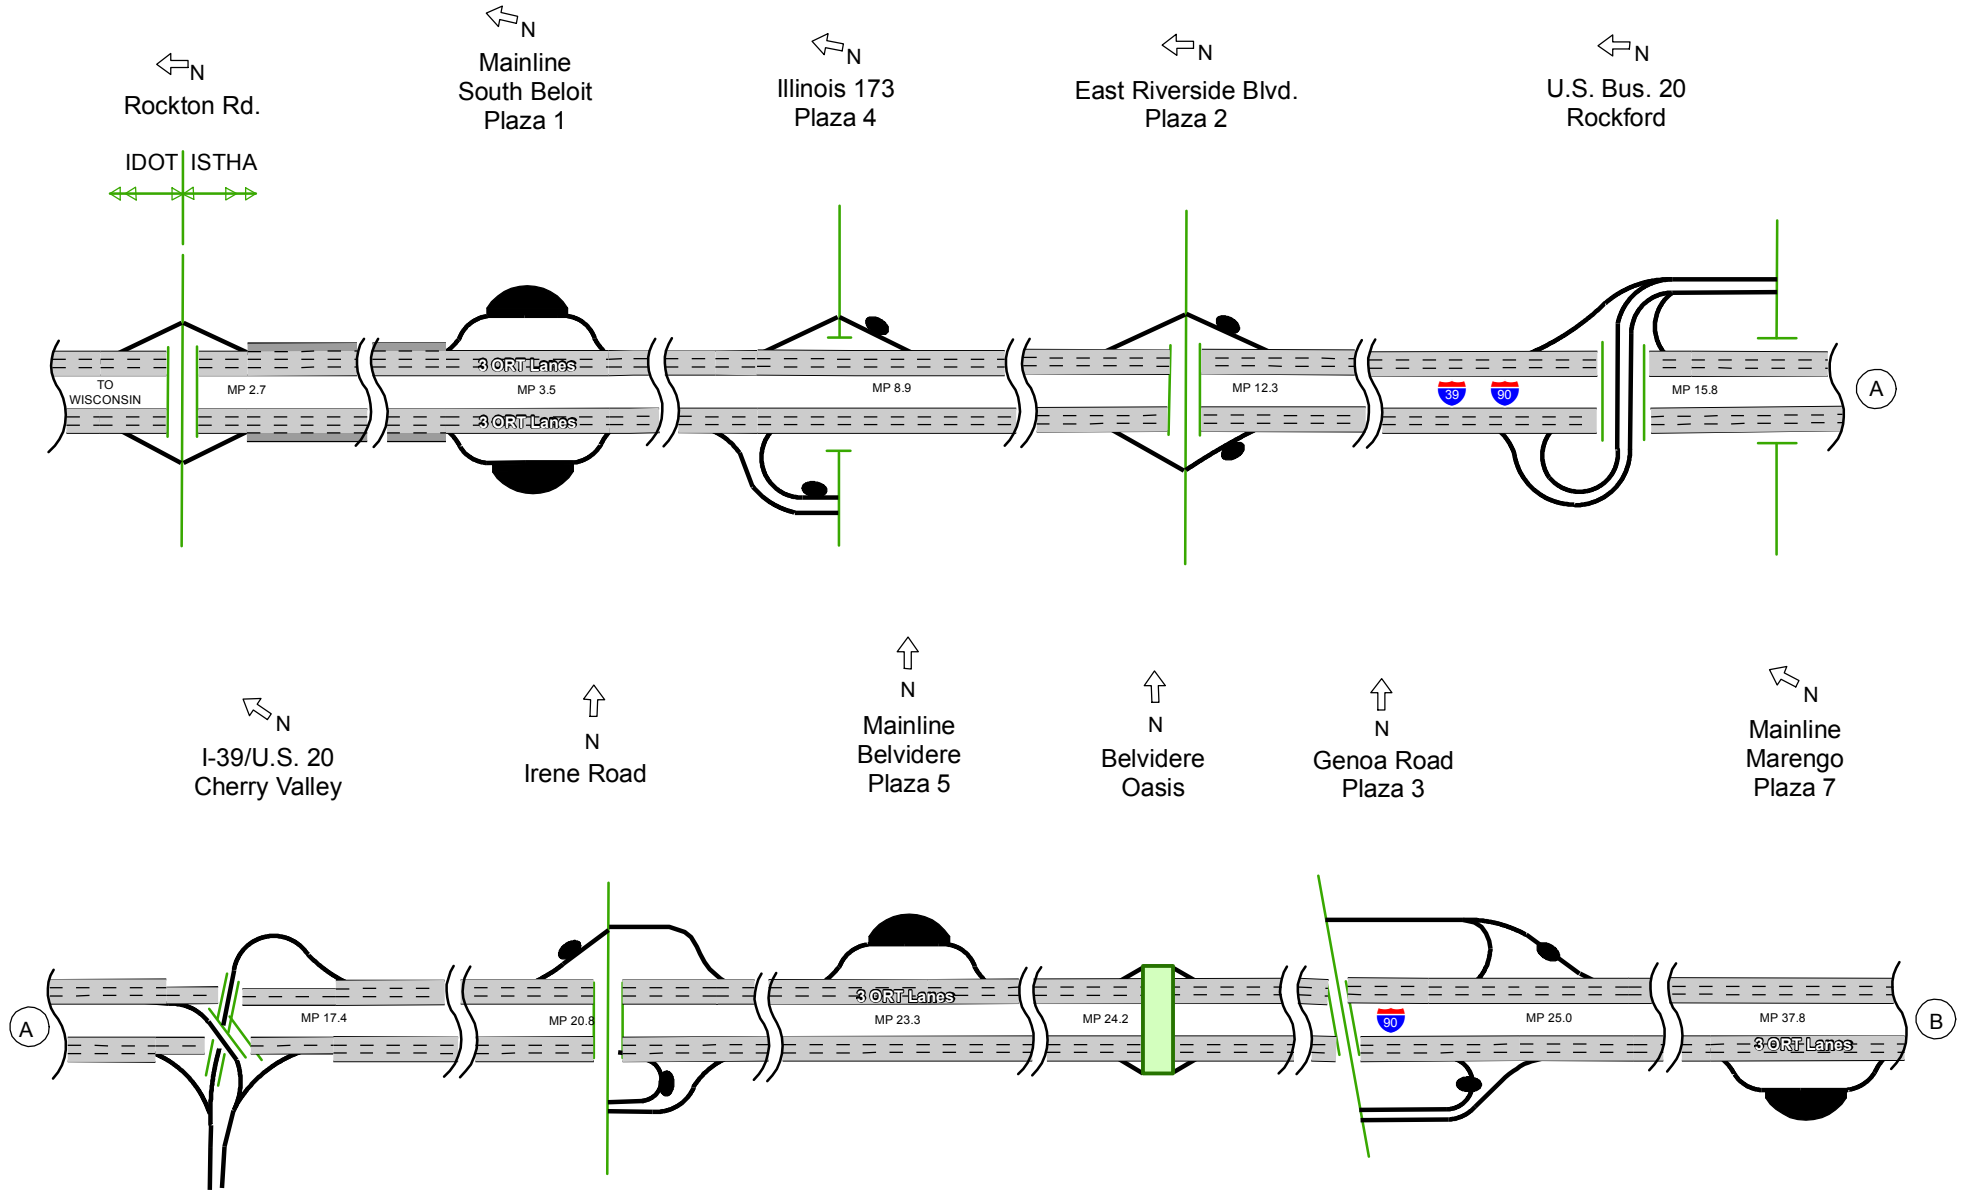 N
Rockton Rd.
N
Mainline
South Beloit
Plaza 1
N
Illinois 173
Plaza 4
N
East Riverside Blvd.
Plaza 2
N
U.S. Bus. 20
Rockford
IDOT ISTHA
TO
WISCONSIN
MP 2.7
3 ORT Lanes
MP 3.5
3 ORT Lanes
MP 8.9
MP 12.3
39
90
MP 15.8
A
N
I-39/U.S. 20
Cherry Valley
N
Irene Road
N
Mainline
Belvidere
Plaza 5
N
Belvidere
Oasis
N
Genoa Road
Plaza 3
N
Mainline
Marengo
Plaza 7
A
MP 17.4
MP 20.8
3 ORT Lanes
MP 23.3
MP 24.2
90
MP 25.0
MP 37.8
3 ORT Lanes
B